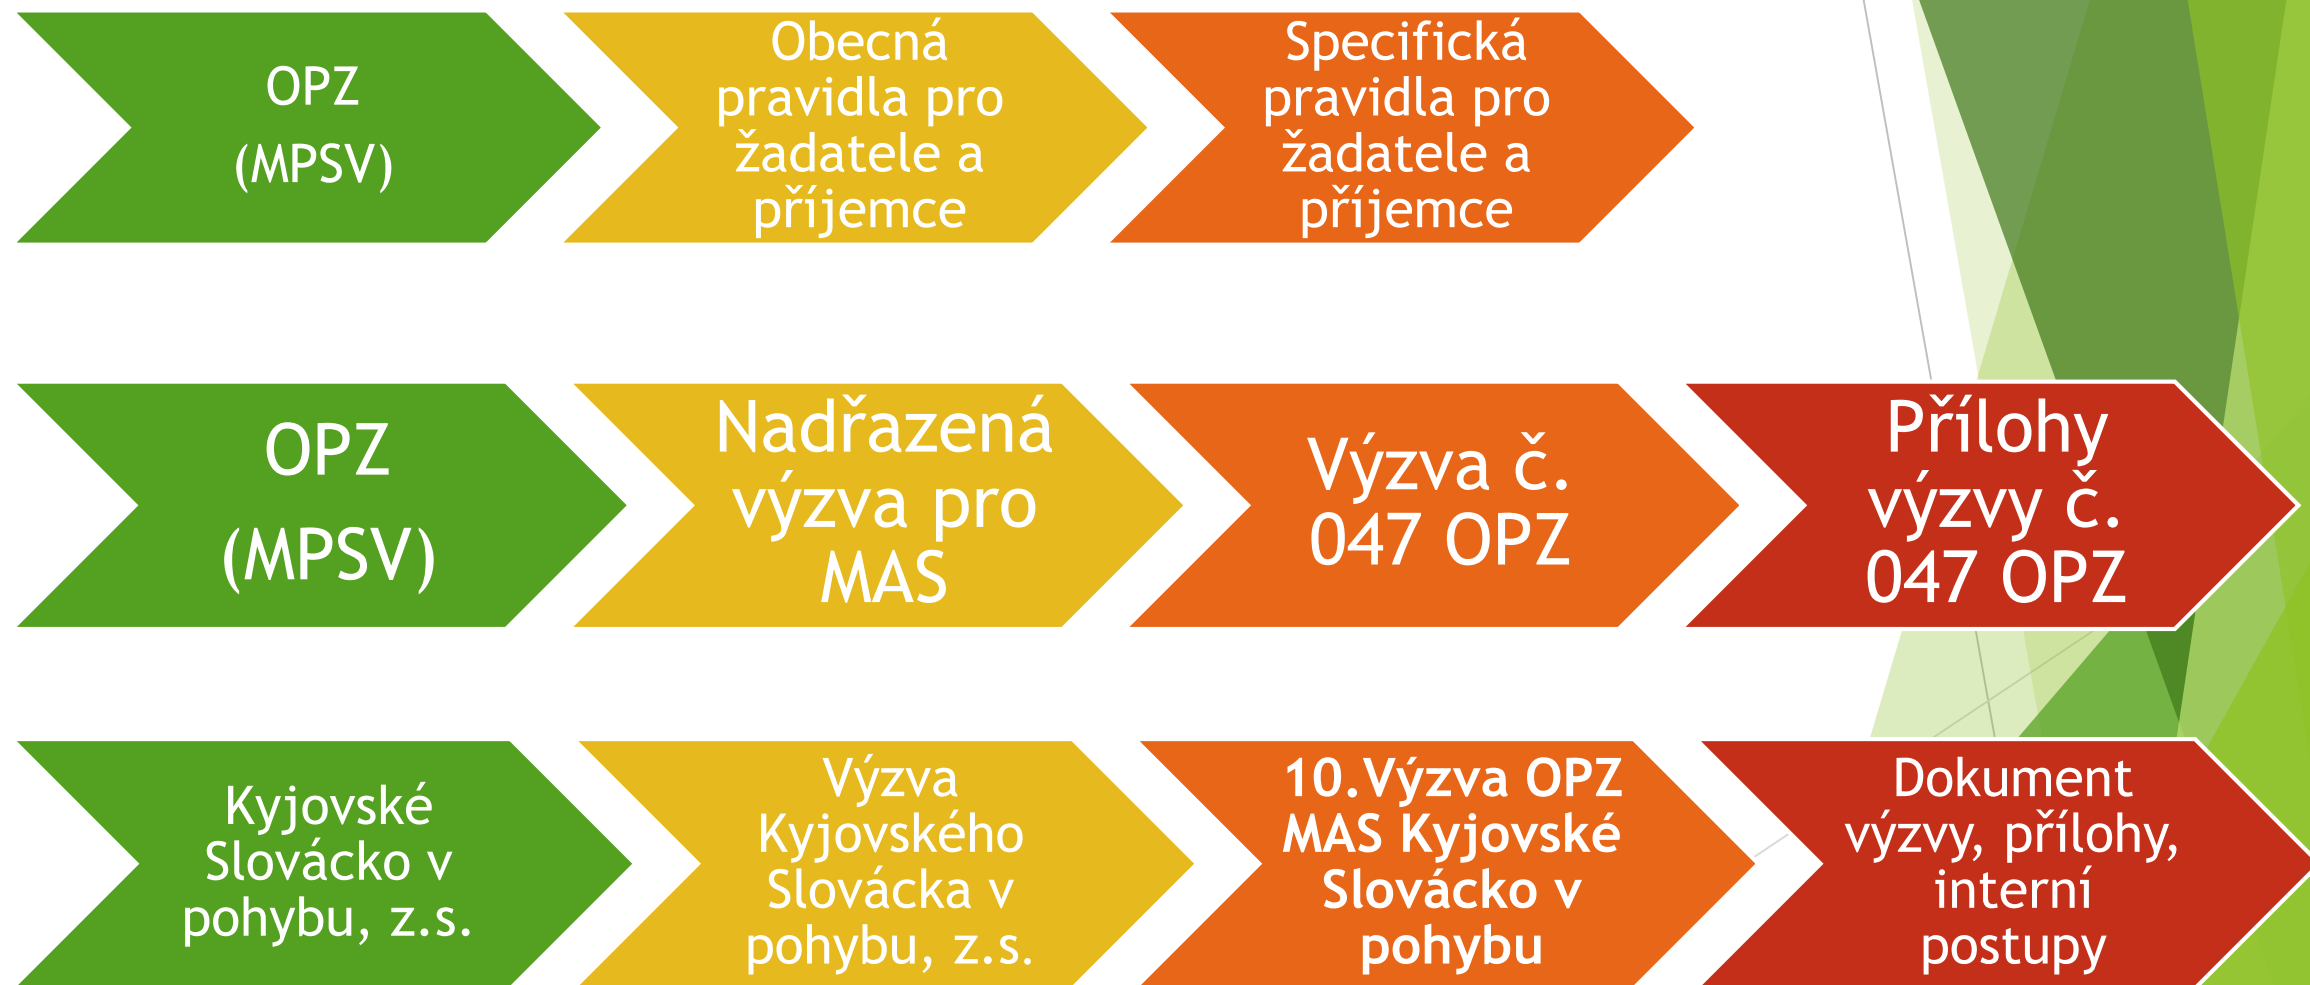 OPZ
(MPSV)
Obecná
pravidla pro
žadatele a
příjemce
Specifická
pravidla pro
žadatele a
příjemce
OPZ
(MPSV)
Nadřazená
výzva pro
MAS
Výzva č.
047 OPZ
Přílohy
výzvy č.
047 OPZ
Kyjovské
Slovácko v
pohybu, z.s.
Výzva
Kyjovského
Slovácka v
pohybu, z.s.
10.Výzva OPZ
MAS Kyjovské
Slovácko v
pohybu
Dokument
výzvy, přílohy,
interní
postupy